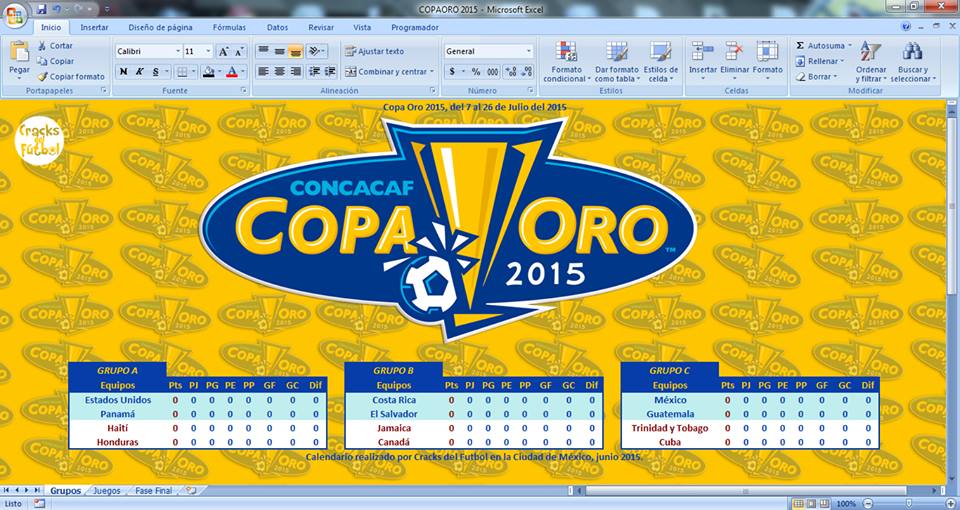 COPAORO 2015 - Microsoft Excel
Inicio Insertar Diseño de página Fórmulas Datos Revisar Vista Programador
Pegar
Cortar
Copiar
Copiar formato
Portapapeles
Calibri 11
N K S
Fuente
Ajustar texto
Combinar y centrar
Alineación
General
$ % 000
Número
Formato condicional
Dar formato como tabla
Estilos de celda
Estilos
Insertar Eliminar Formato
Celdas
Autosuma
Rellenar
Borrar
Ordenar y filtrar
Buscar y seleccionar
Modificar
Copa Oro 2015, del 7 al 26 de Julio del 2015
Cracks
del
Fútbol
CONCACAF
COPA ORO
2015
TM
GRUPO A
Equipos Pts PJ PG PE PP GF GC Dif
Estados Unidos 0 0 0 0 0 0 0 0
Panamá 0 0 0 0 0 0 0 0
Haití 0 0 0 0 0 0 0 0
Honduras 0 0 0 0 0 0 0 0
GRUPO B
Equipos Pts PJ PG PE PP GF GC Dif
Costa Rica 0 0 0 0 0 0 0 0
El Salvador 0 0 0 0 0 0 0 0
Jamaica 0 0 0 0 0 0 0 0
Canadá 0 0 0 0 0 0 0 0
GRUPO C
Equipos Pts PJ PG PE PP GF GC Dif
México 0 0 0 0 0 0 0 0
Guatemala 0 0 0 0 0 0 0 0
Trinidad y Tobago 0 0 0 0 0 0 0 0
Cuba 0 0 0 0 0 0 0 0
Calendario realizado por Cracks del Futbol en la Ciudad de México, junio 2015.
Grupos Juegos Fase Final
Listo 100%